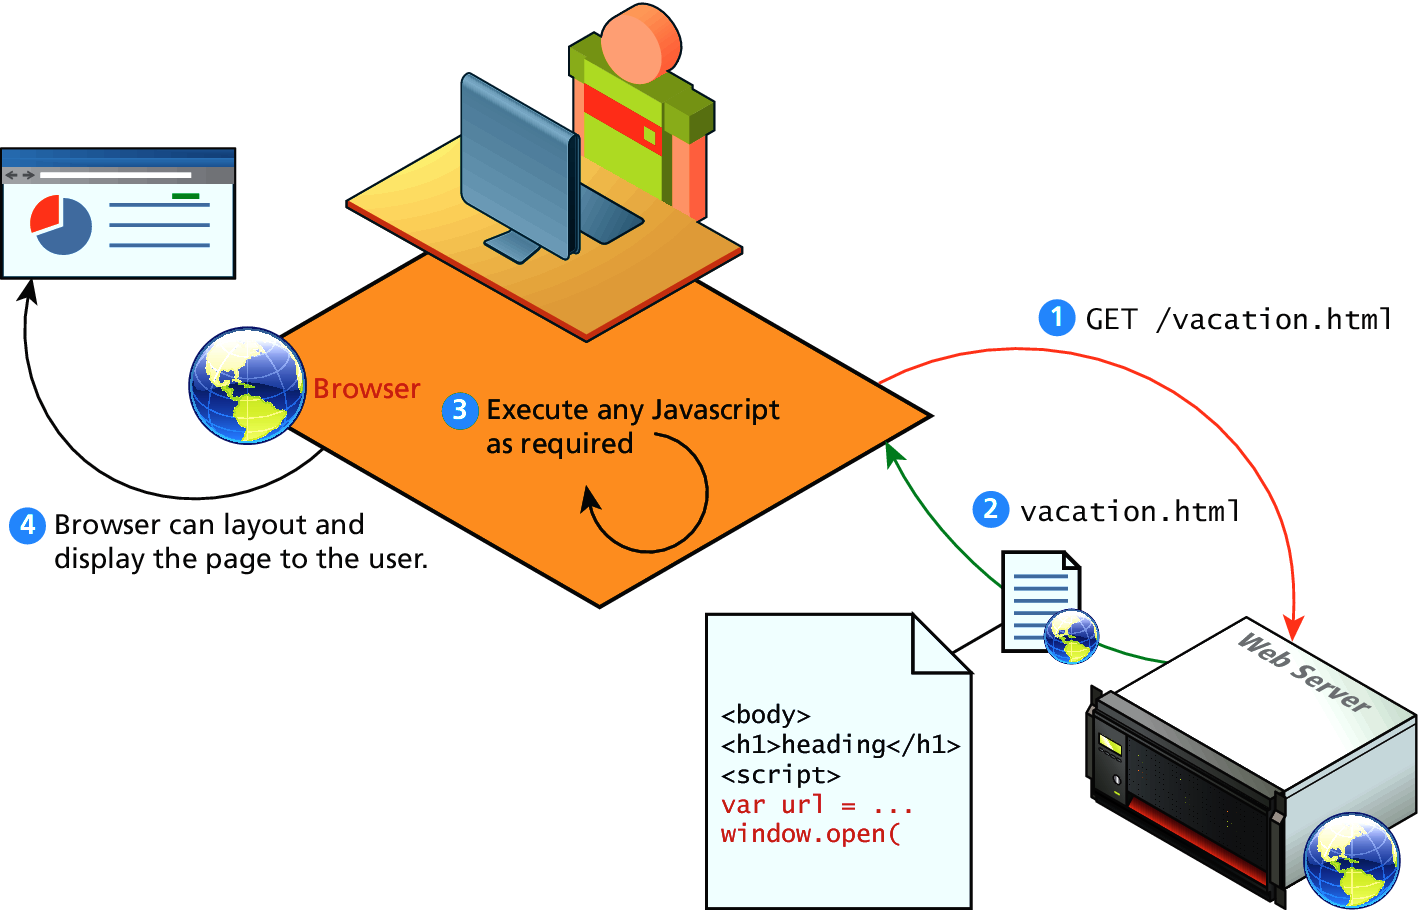 1 GET /vacation.html
Browser
3 Execute any Javascript
as required
2 vacation.html
4 Browser can layout and
display the page to the user.
Web Server
<body>
<h1>heading</h1>
<script>
var url = ...
window.open(